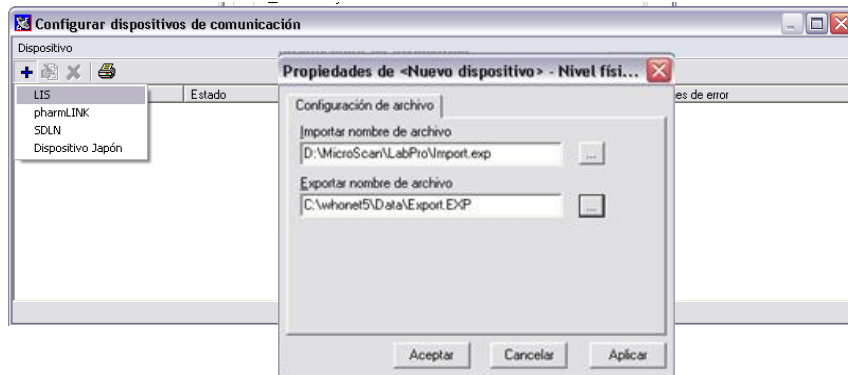 Configurar dispositivos de comunicación
Dispositivo
LIS
pharmLINK
SDLN
Dispositivo Japón
Estado
es de error
Propiedades de <Nuevo dispositivo> - Nivel físi...
Configuración de archivo
Importar nombre de archivo
D:\MicroScan\LabPro\Import.exp
...
Exportar nombre de archivo
C:\whonet5\Data\Export.EXP
...
Aceptar
Cancelar
Aplicar